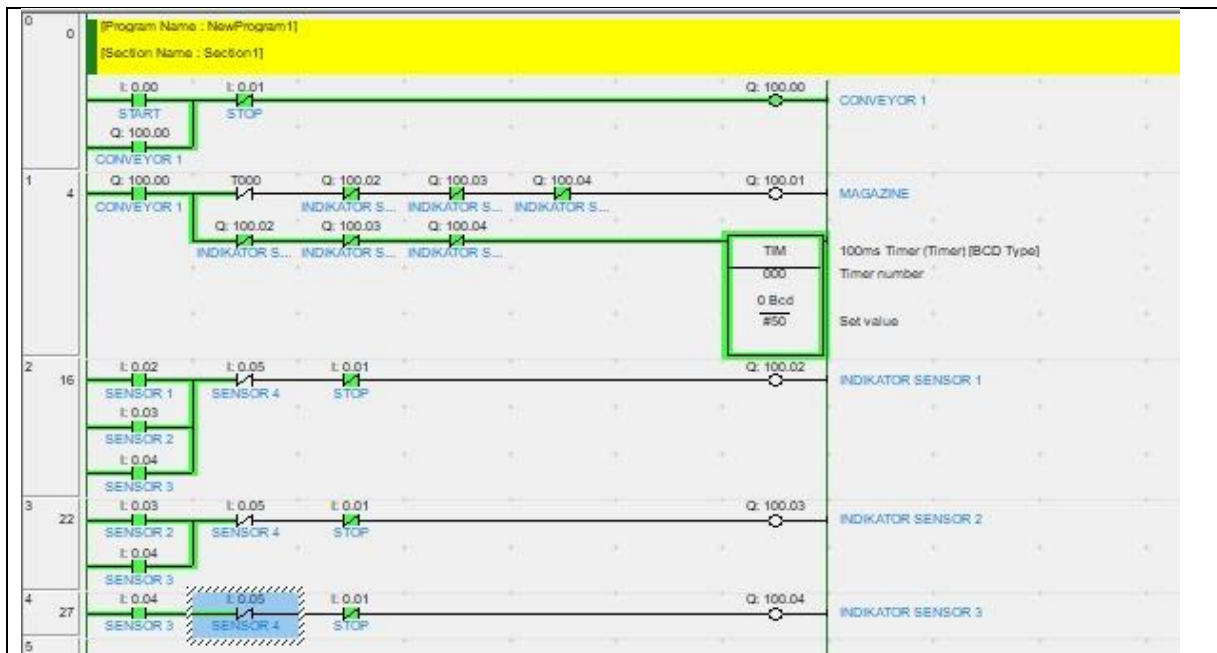 0
0
[Program Name : NewProgram1]
[Section Name : Section1]
I: 0.00 I: 0.01 Q: 100.00
START STOP CONVEYOR 1
Q: 100.00
CONVEYOR 1
1
4
Q: 100.00 T000 Q: 100.02 Q: 100.03 Q: 100.04 Q: 100.01
CONVEYOR 1 INDIKATOR S... INDIKATOR S... INDIKATOR S... MAGAZINE
Q: 100.02 Q: 100.03 Q: 100.04
INDIKATOR S... INDIKATOR S... INDIKATOR S...
TIM 100ms Timer (Timer) [BCD Type]
000 Timer number
0 Bcd
#50 Set value
2
16
I: 0.02 I: 0.05 I: 0.01 Q: 100.02
SENSOR 1 SENSOR 4 STOP INDIKATOR SENSOR 1
I: 0.03
SENSOR 2
I: 0.04
SENSOR 3
3
22
I: 0.03 I: 0.05 I: 0.01 Q: 100.03
SENSOR 2 SENSOR 4 STOP INDIKATOR SENSOR 2
I: 0.04
SENSOR 3
4
27
I: 0.04 I: 0.05 I: 0.01 Q: 100.04
SENSOR 3 SENSOR 4 STOP INDIKATOR SENSOR 3
5